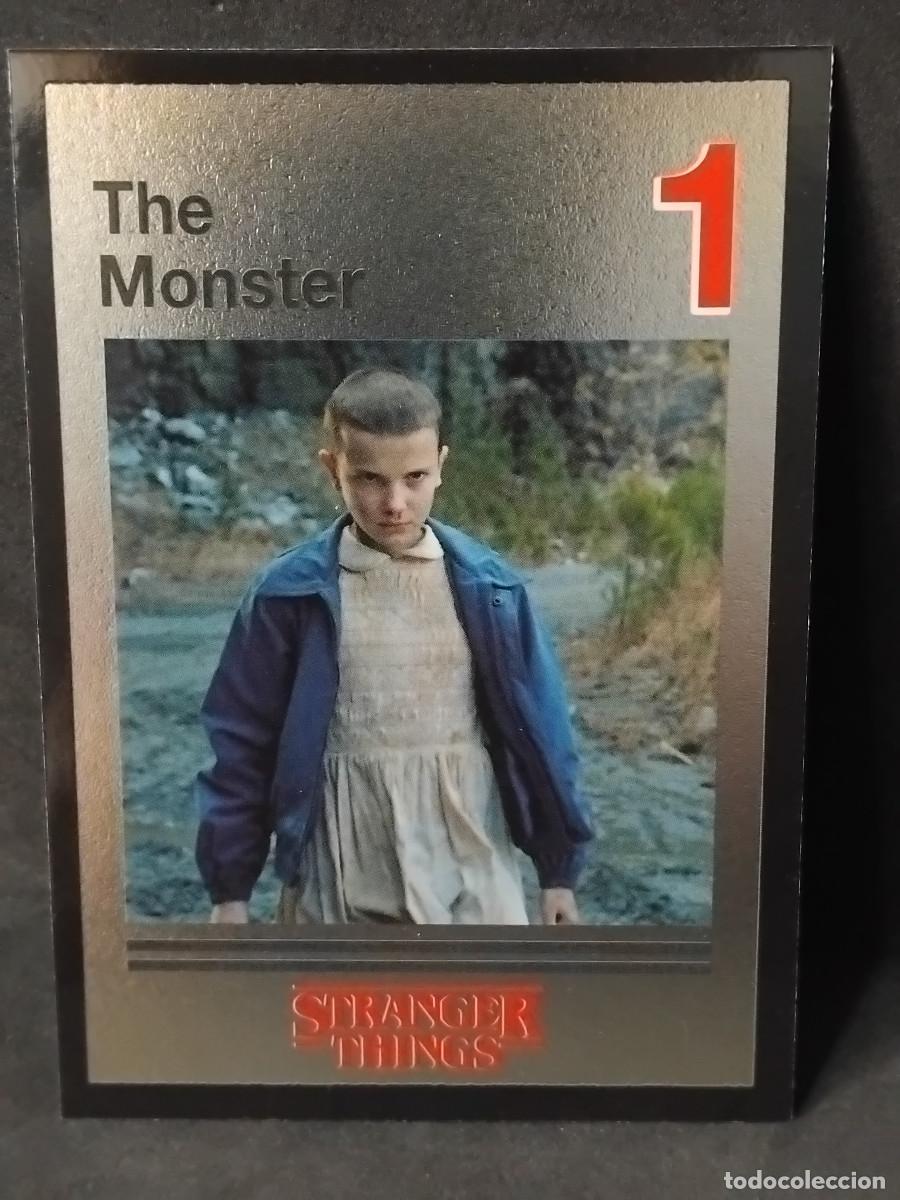 The
Monster
1
STRANGER
THINGS
todocoleccion